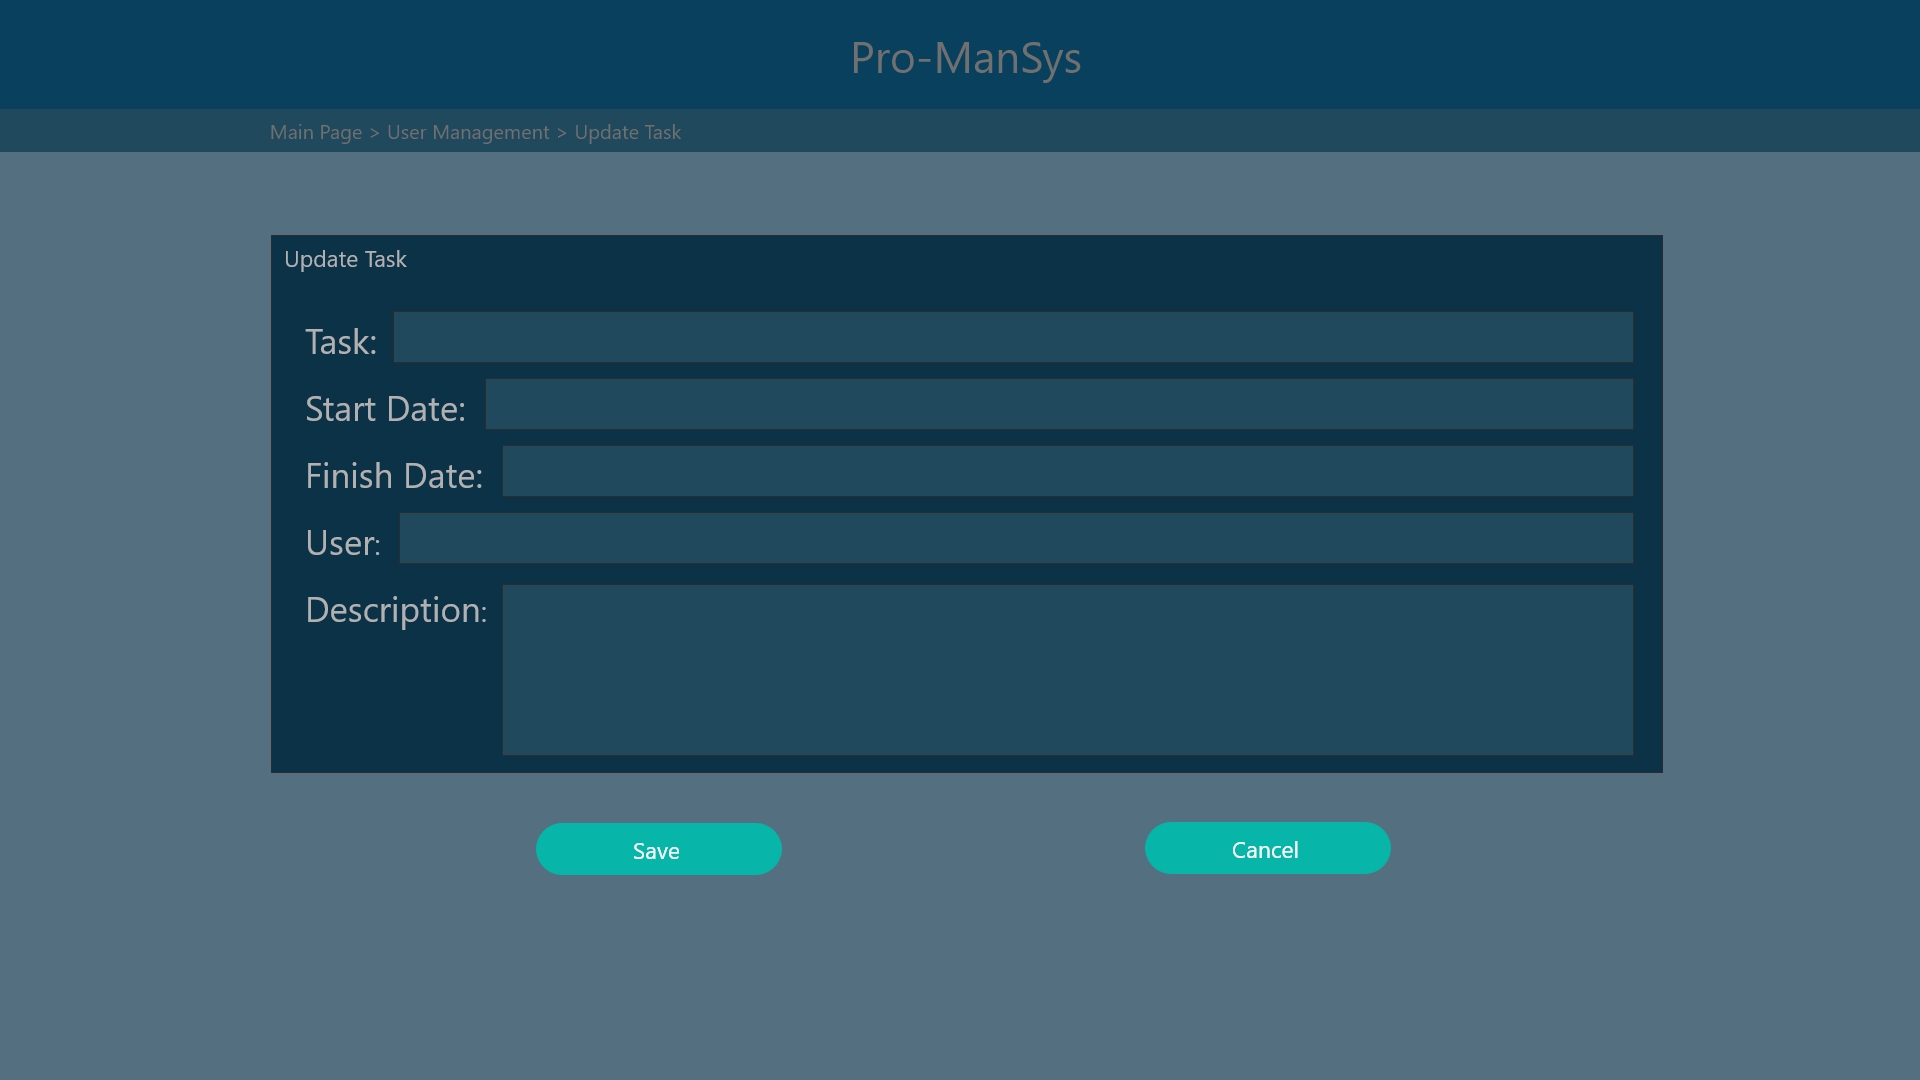 Pro-ManSys
Main Page > User Management > Update Task
Update Task
Task:
Start Date:
Finish Date:
User:
Description:
Save
Cancel